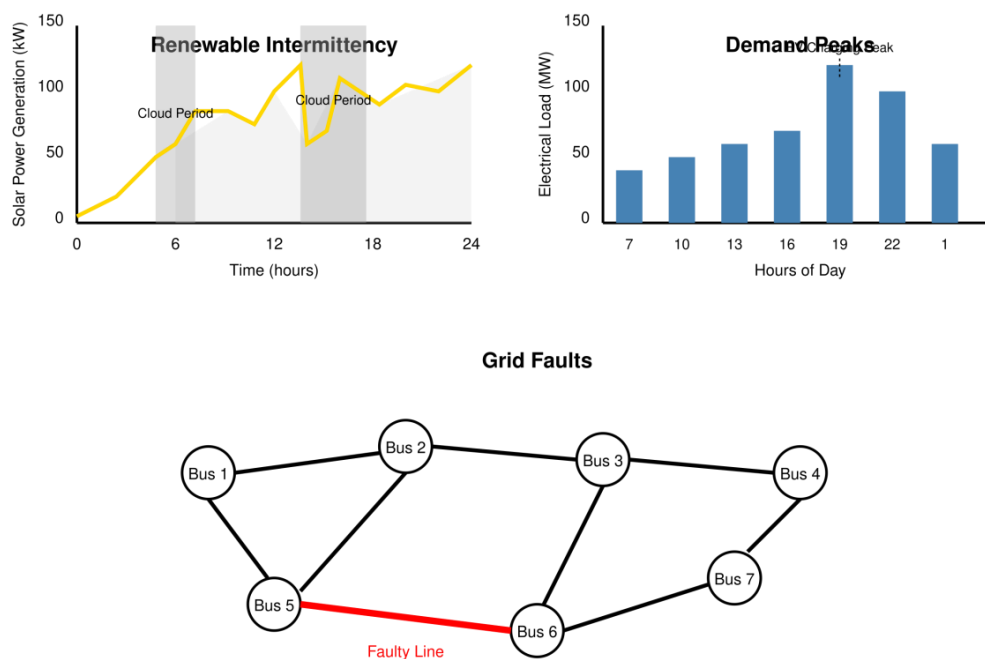 Renewable Intermittency
150
100
50
0
Solar Power Generation (kW)
Cloud Period
Cloud Period
0 6 12 18 24
Time (hours)
Demand Peaks
EV Charging Peak
150
100
50
0
Electrical Load (MW)
7 10 13 16 19 22 1
Hours of Day
Grid Faults
Bus 1
Bus 2
Bus 3
Bus 4
Bus 5
Bus 6
Bus 7
Faulty Line